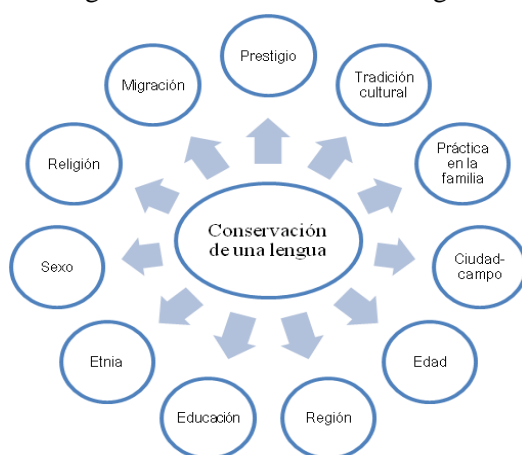 Prestigio
Tradición
cultural
Práctica
en la
familia
Ciudad-
campo
Edad
Región
Educación
Etnia
Sexo
Religión
Migración
Conservación
de una lengua